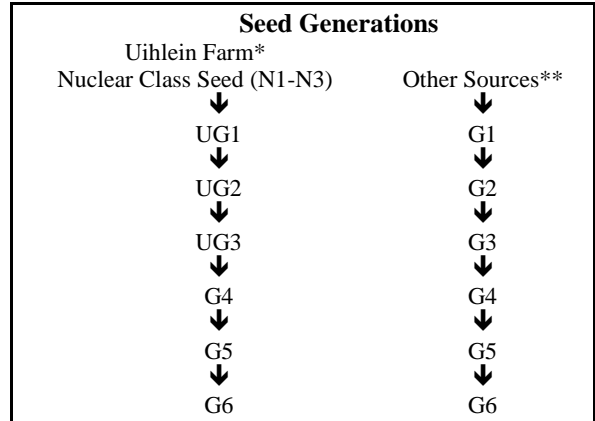 Seed Generations
Uihlein Farm*
Nuclear Class Seed (N1-N3) Other Sources**
UG1 G1
UG2 G2
UG3 G3
G4 G4
G5 G5
G6 G6